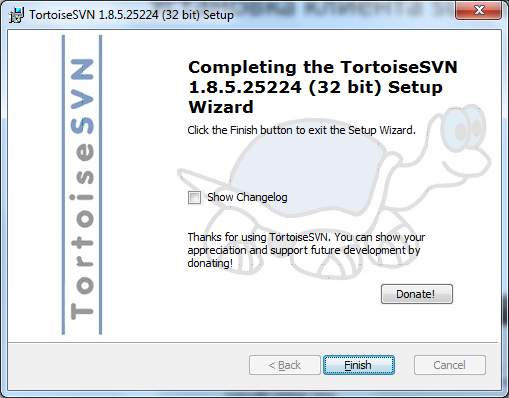 Установка клиента
TortoiseSVN 1.8.5.25224 (32 bit) Setup
TortoiseSVN
Completing the TortoiseSVN
1.8.5.25224 (32 bit) Setup
Wizard
Click the Finish button to exit the Setup Wizard.
Show Changelog
Thanks for using TortoiseSVN. You can show your
appreciation and support future development by
donating!
Donate!
< Back
Finish
Cancel